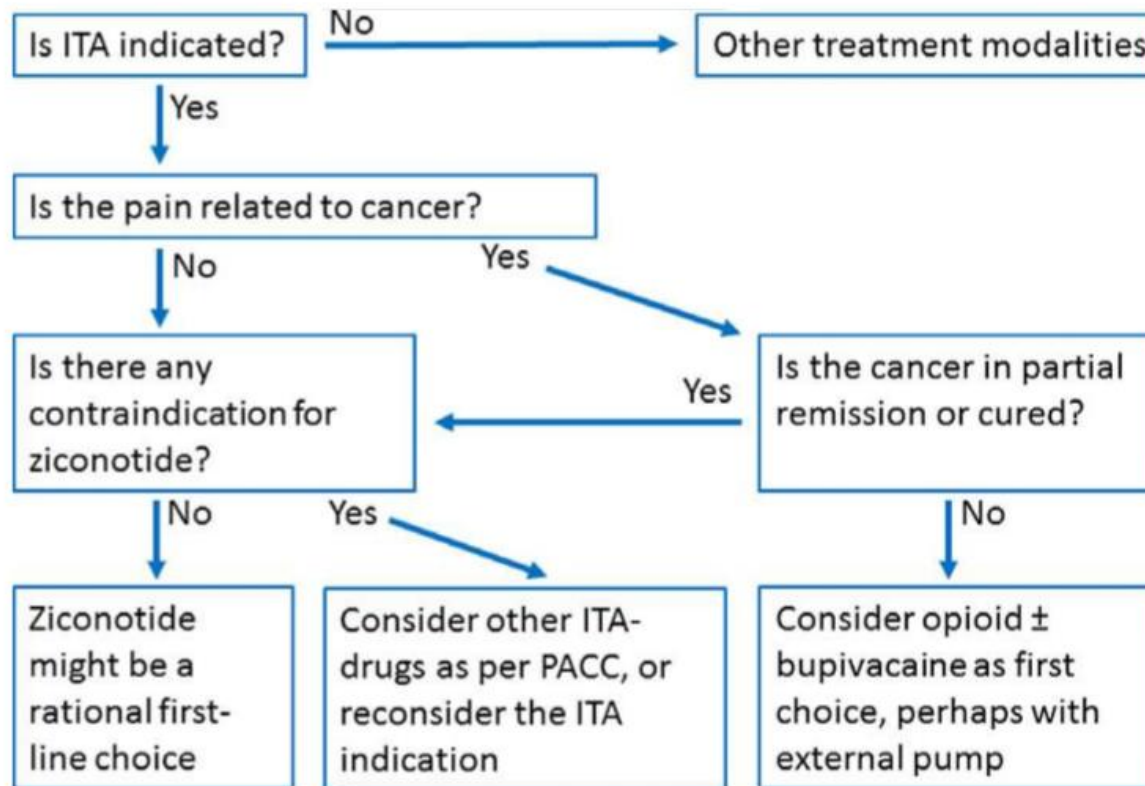 Is ITA indicated?
No
Other treatment modalities
Yes
Is the pain related to cancer?
No
Yes
Is there any
contraindication for
ziconotide?
Yes
Is the cancer in partial
remission or cured?
No
Yes
No
Ziconotide
might be a
rational first-
line choice
Consider other ITA-
drugs as per PACC, or
reconsider the ITA
indication
Consider opioid ±
bupivacaine as first
choice, perhaps with
external pump